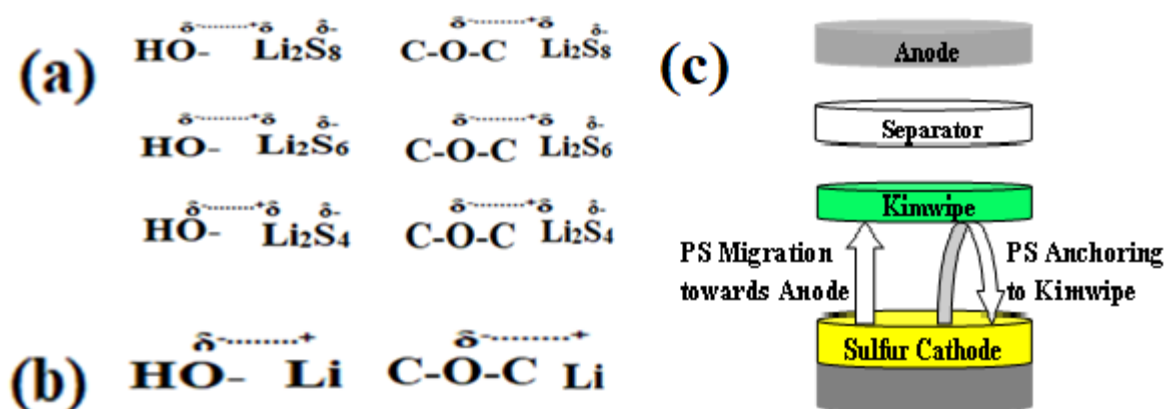 (a)
δ-........+δ δ-
HO- Li₂S₈
δ-........+δ δ-
C-O-C Li₂S₈
δ-........+δ δ-
HO- Li₂S₆
δ-........+δ δ-
C-O-C Li₂S₆
δ-........+δ δ-
HO- Li₂S₄
δ-........+δ δ-
C-O-C Li₂S₄
(b)
δ-........+
HO- Li
δ-........+
C-O-C Li
(c)
Anode
Separator
Kimwipe
PS Migration
towards Anode
PS Anchoring
to Kimwipe
Sulfur Cathode